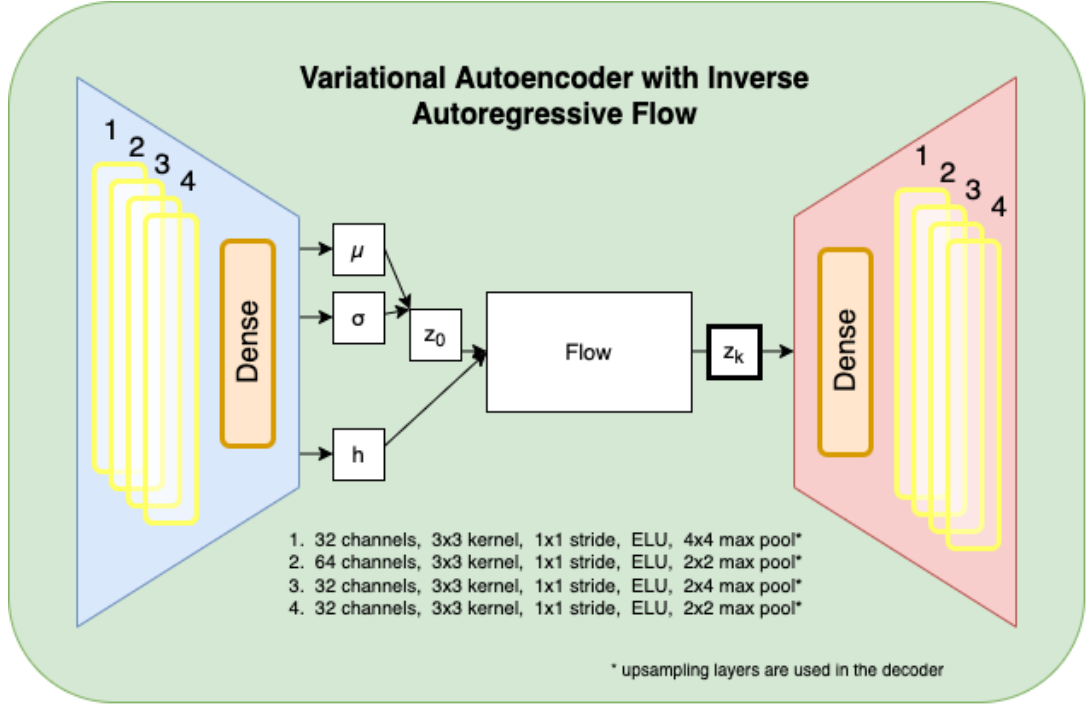 Variational Autoencoder with Inverse
Autoregressive Flow
1
2
3
4
Dense
μ
σ
z₀
h
Flow
zₖ
Dense
1
2
3
4
1. 32 channels, 3x3 kernel, 1x1 stride, ELU, 4x4 max pool*
2. 64 channels, 3x3 kernel, 1x1 stride, ELU, 2x2 max pool*
3. 32 channels, 3x3 kernel, 1x1 stride, ELU, 2x4 max pool*
4. 32 channels, 3x3 kernel, 1x1 stride, ELU, 2x2 max pool*
* upsampling layers are used in the decoder